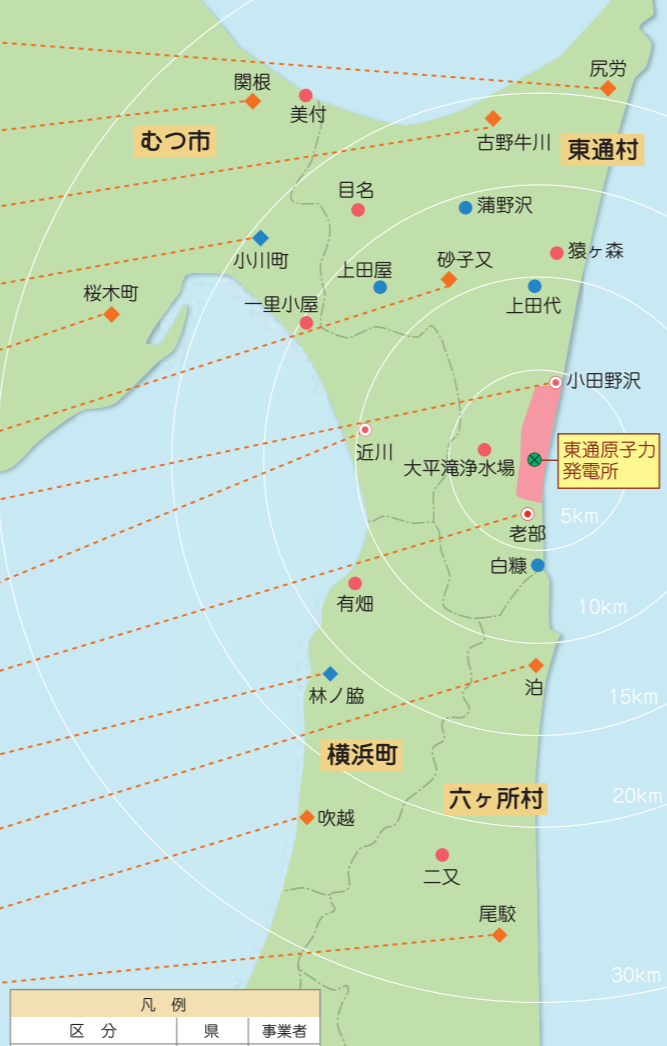 尻労
関根
美付
古野牛川
むつ市
東通村
目名
蒲野沢
小川町
猿ヶ森
砂子又
上田屋
桜木町
上田代
一里小屋
小田野沢
近川
大平滝浄水場
東通原子力
発電所
5km
老部
白糠
有畑
10km
泊
林ノ脇
15km
横浜町
20km
六ヶ所村
吹越
二又
尾駮
30km
凡 例
区 分 県 事業者